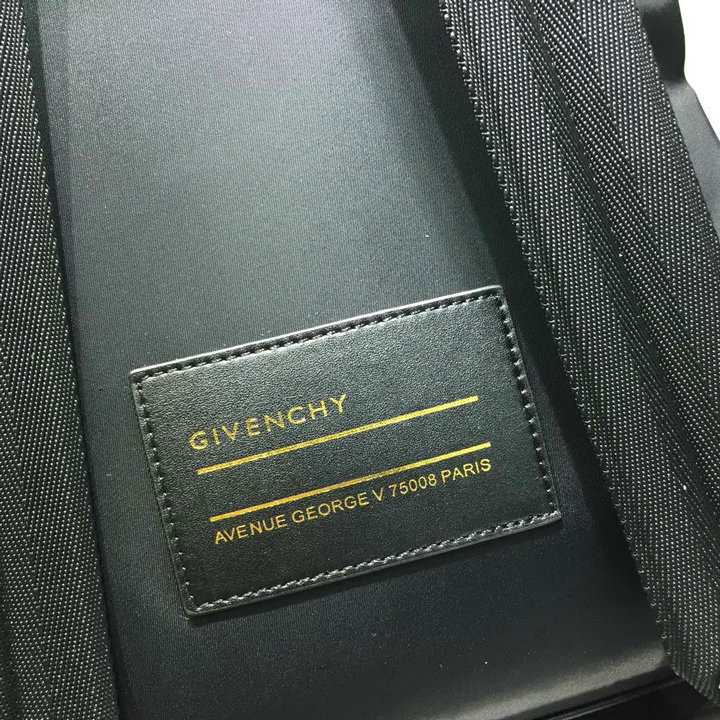 GIVENCHY
AVENUE GEORGE V 75008 PARIS